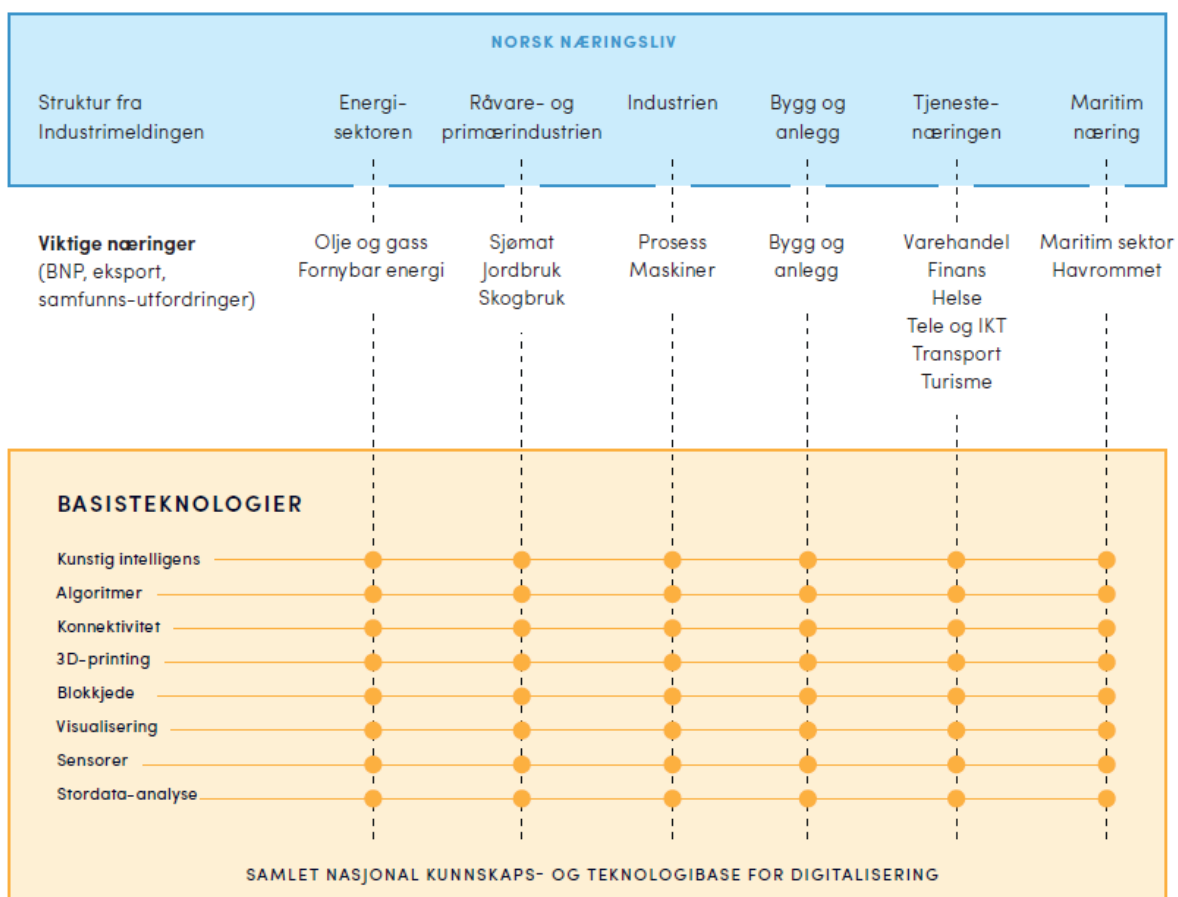 NORSK NÆRINGSLIV
Struktur fra
Industrimeldingen
Energi-
sektoren
Råvare- og
primærindustrien
Industrien
Bygg og
anlegg
Tjeneste-
næringen
Maritim
næring
Viktige næringer
(BNP, eksport,
samfunns-utfordringer)
Olje og gass
Fornybar energi
Sjømat
Jordbruk
Skogbruk
Prosess
Maskiner
Bygg og
anlegg
Varehandel
Finans
Helse
Tele og IKT
Transport
Turisme
Maritim sektor
Havrommet
BASISTEKNOLOGIER
Kunstig intelligens
Algoritmer
Konnektivitet
3D-printing
Blokkjede
Visualisering
Sensorer
Stordata-analyse
SAMLET NASJONAL KUNNSKAPS- OG TEKNOLOGIBASE FOR DIGITALISERING